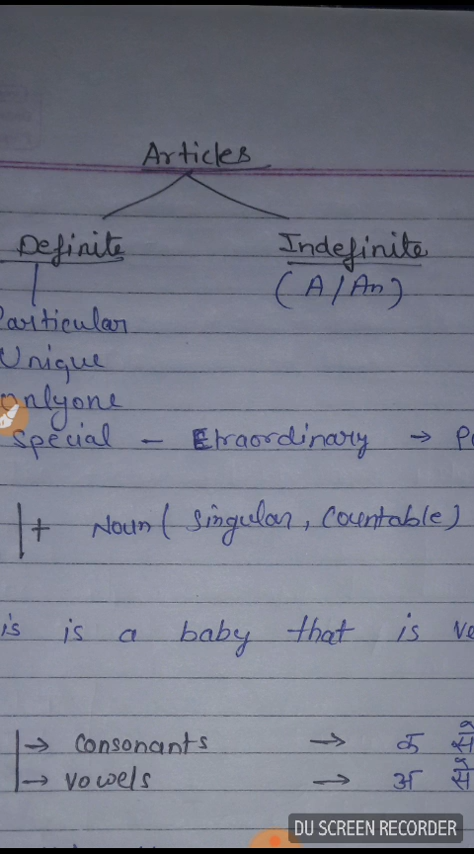 Articles
Definite Indefinite
(A/An)
Particular
Unique
onlyone
special - Etraordinary →
+ Noun ( Singular, Countable)
is is a baby that is
→ consonants → क
→ vowels → अ
DU SCREEN RECORDER